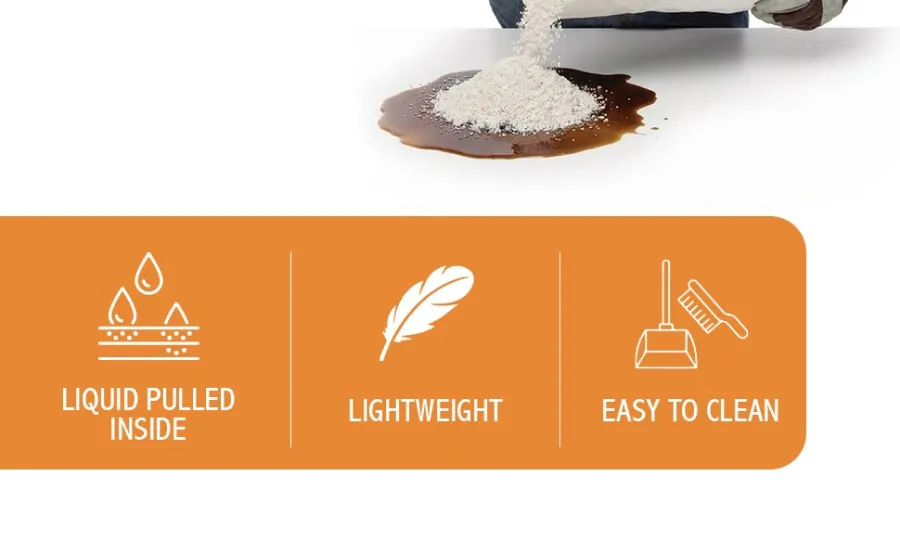 LIQUID PULLED
INSIDE
LIGHTWEIGHT
EASY TO CLEAN